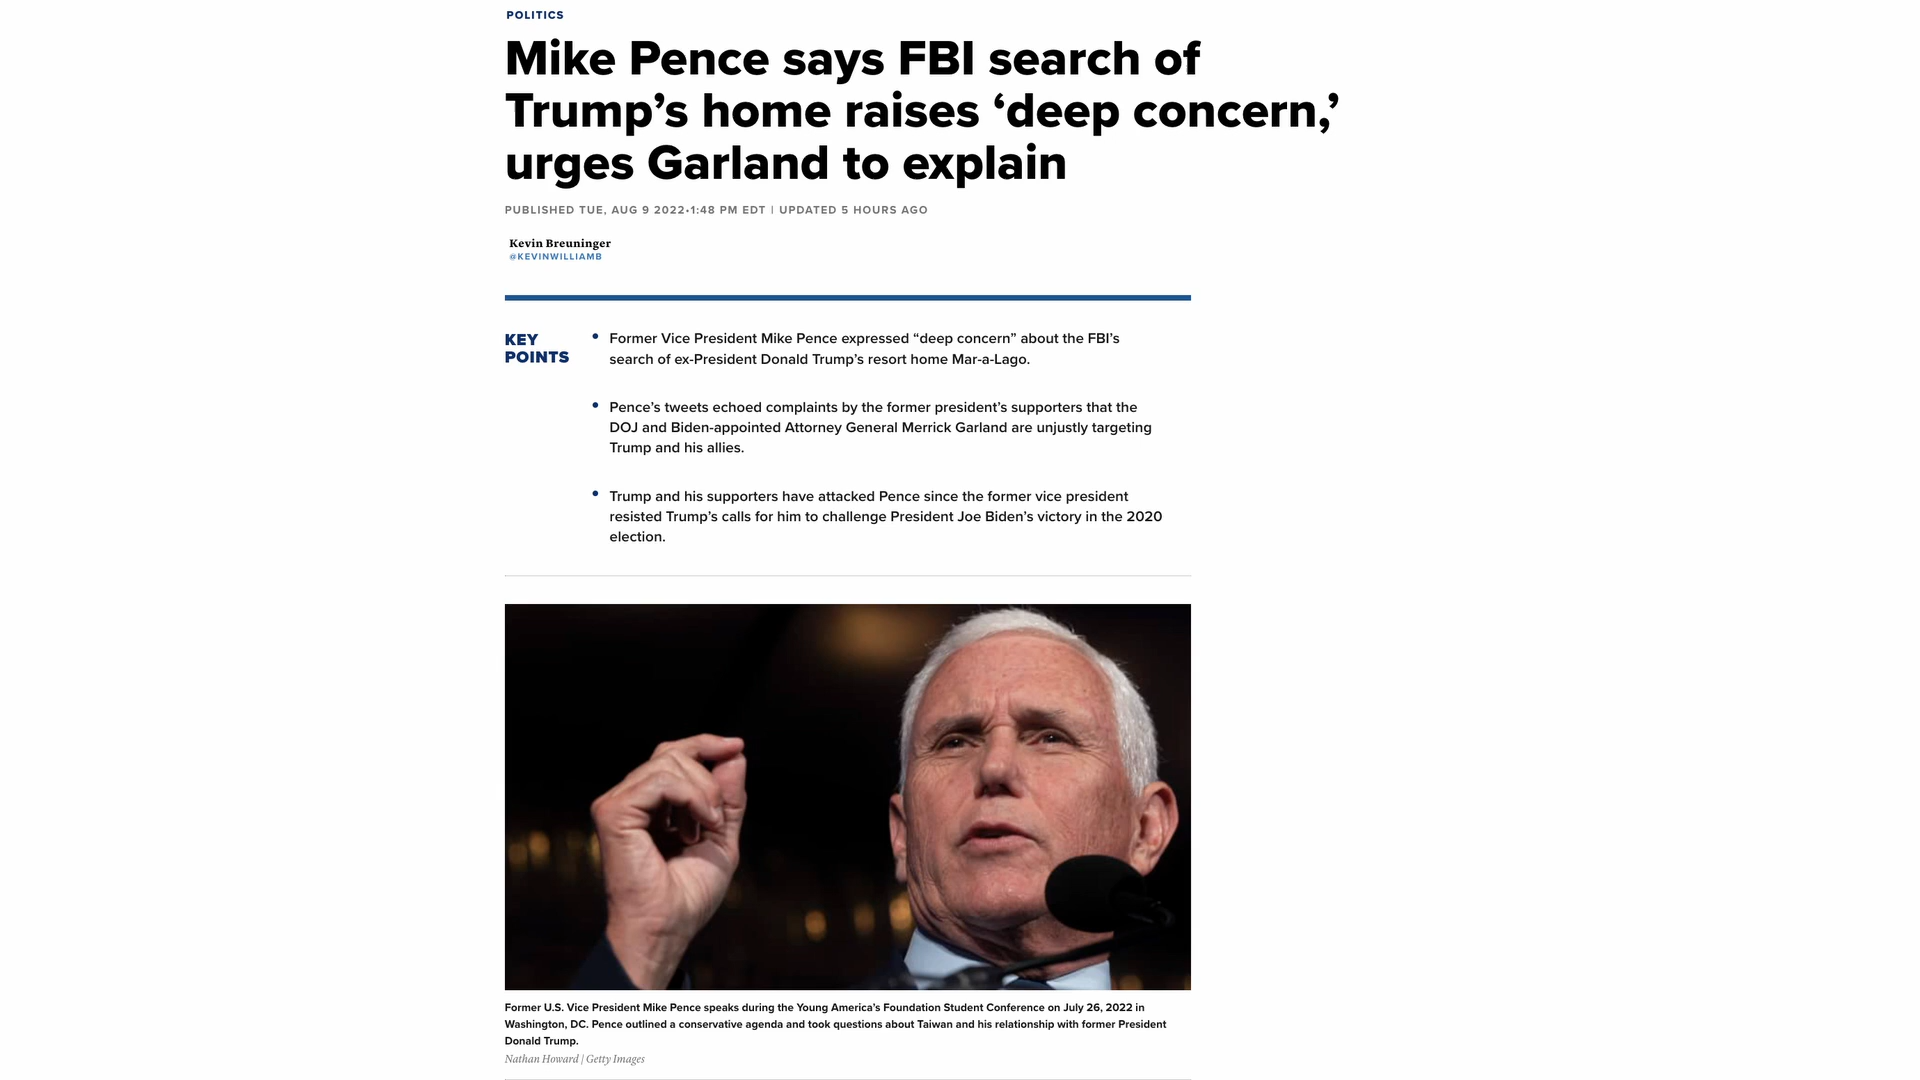 POLITICS
Mike Pence says FBI search of
Trump’s home raises ‘deep concern,’
urges Garland to explain
PUBLISHED TUE, AUG 9 2022•1:48 PM EDT | UPDATED 5 HOURS AGO
Kevin Breuninger
@KEVINWILLIAMB
KEY
POINTS
• Former Vice President Mike Pence expressed “deep concern” about the FBI’s
search of ex-President Donald Trump’s resort home Mar-a-Lago.
• Pence’s tweets echoed complaints by the former president’s supporters that the
DOJ and Biden-appointed Attorney General Merrick Garland are unjustly targeting
Trump and his allies.
• Trump and his supporters have attacked Pence since the former vice president
resisted Trump’s calls for him to challenge President Joe Biden’s victory in the 2020
election.
Former U.S. Vice President Mike Pence speaks during the Young America’s Foundation Student Conference on July 26, 2022 in
Washington, DC. Pence outlined a conservative agenda and took questions about Taiwan and his relationship with former President
Donald Trump.
Nathan Howard | Getty Images